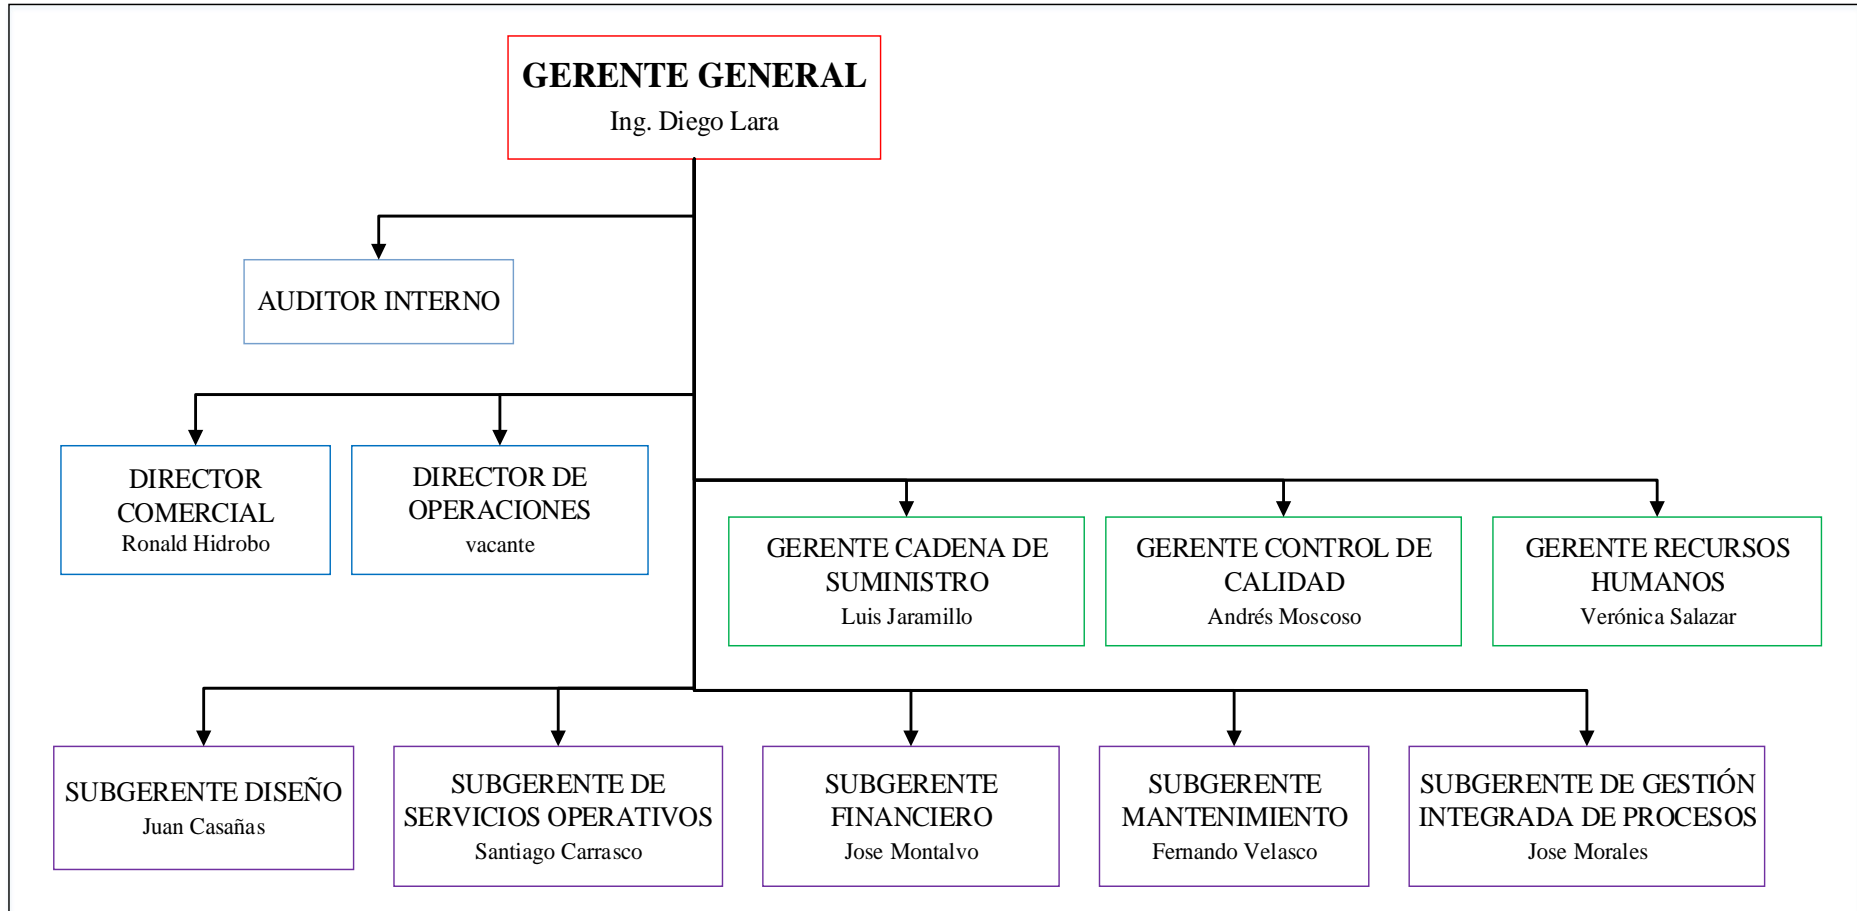 GERENTE GENERAL
Ing. Diego Lara
AUDITOR INTERNO
DIRECTOR
COMERCIAL
Ronald Hidrobo
DIRECTOR DE
OPERACIONES
vacante
GERENTE CADENA DE
SUMINISTRO
Luis Jaramillo
GERENTE CONTROL DE
CALIDAD
Andrés Moscoso
GERENTE RECURSOS
HUMANOS
Verónica Salazar
SUBGERENTE DISEÑO
Juan Casañas
SUBGERENTE DE
SERVICIOS OPERATIVOS
Santiago Carrasco
SUBGERENTE
FINANCIERO
Jose Montalvo
SUBGERENTE
MANTENIMIENTO
Fernando Velasco
SUBGERENTE DE GESTIÓN
INTEGRADA DE PROCESOS
Jose Morales